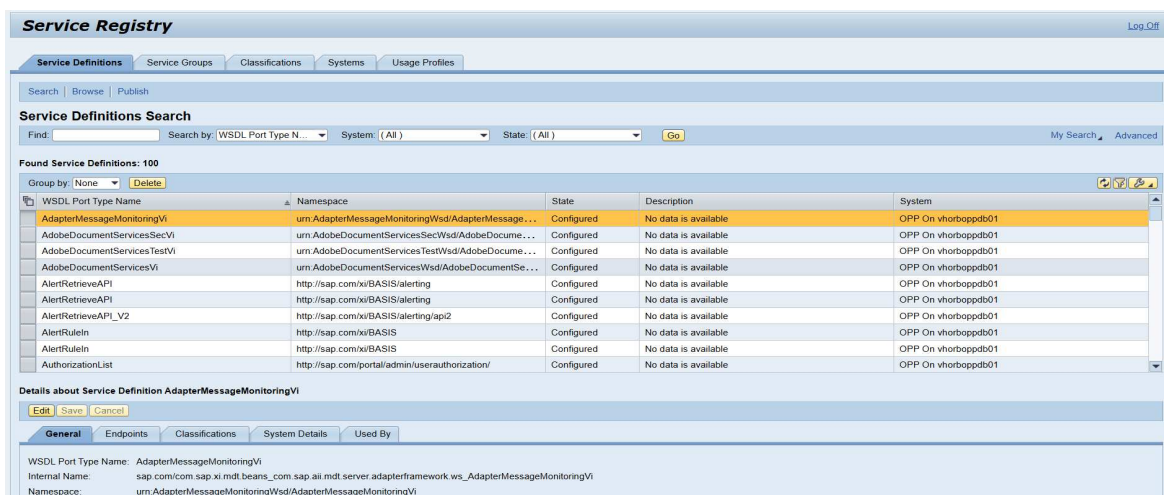 Service Registry
Log Off
Service Definitions Service Groups Classifications Systems Usage Profiles
Search | Browse | Publish
Service Definitions Search
Find: Search by: WSDL Port Type N... System: (All) State: (All) Go My Search Advanced
Found Service Definitions: 100
Group by: None Delete
WSDL Port Type Name Namespace State Description System
AdapterMessageMonitoringVi urn:AdapterMessageMonitoringWsd/AdapterMessage... Configured No data is available OPP On vhorboppdb01
AdobeDocumentServicesSecVi urn:AdobeDocumentServicesSecWsd/AdobeDocume... Configured No data is available OPP On vhorboppdb01
AdobeDocumentServicesTestVi urn:AdobeDocumentServicesTestWsd/AdobeDocume... Configured No data is available OPP On vhorboppdb01
AdobeDocumentServicesVi urn:AdobeDocumentServicesWsd/AdobeDocumentSe... Configured No data is available OPP On vhorboppdb01
AlertRetrieveAPI http://sap.com/xi/BASIS/alerting Configured No data is available OPP On vhorboppdb01
AlertRetrieveAPI http://sap.com/xi/BASIS/alerting Configured No data is available OPP On vhorboppdb01
AlertRetrieveAPI_V2 http://sap.com/xi/BASIS/alerting/api2 Configured No data is available OPP On vhorboppdb01
AlertRuleIn http://sap.com/xi/BASIS Configured No data is available OPP On vhorboppdb01
AlertRuleIn http://sap.com/xi/BASIS Configured No data is available OPP On vhorboppdb01
AuthorizationList http://sap.com/portal/admin/userauthorization/ Configured No data is available OPP On vhorboppdb01
Details about Service Definition AdapterMessageMonitoringVi
Edit Save Cancel
General Endpoints Classifications System Details Used By
WSDL Port Type Name: AdapterMessageMonitoringVi
Internal Name: sap.com/com.sap.xi.mdt.beans_com.sap.aii.mdt.server.adapterframework.ws_AdapterMessageMonitoringVi
Namespace: urn:AdapterMessageMonitoringWsd/AdapterMessageMonitoringVi